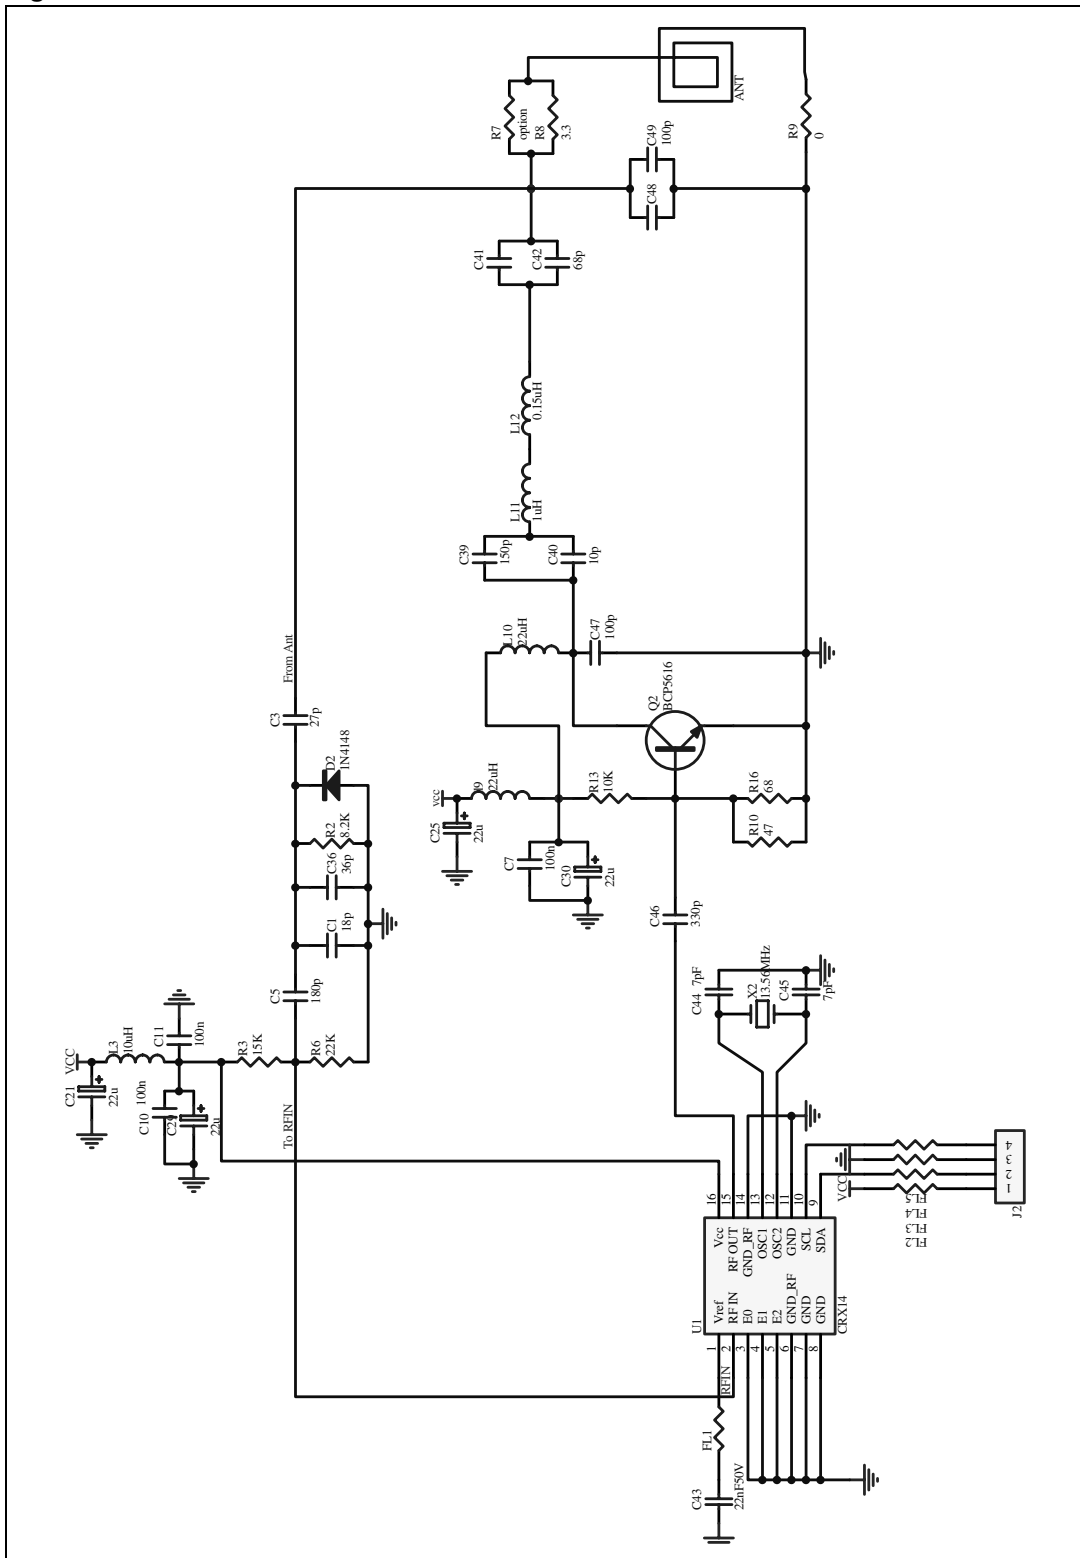 ANT
R7
option
R8
3.3
R9
0
C49
100p
C48
C41
C42
68p
L12
0.15uH
L11
1uH
C39
150p
C40
10p
From Ant
C3
27p
L10
22uH
C47
100p
Q2
BCP5616
D2
1N4148
R2
8.2K
C36
36p
C1
18p
C5
180p
vcc
J9
22uH
C25
22u
R13
10K
R16
68
R10
47
C7
100n
C30
22u
C46
330p
VCC
L3
10uH
C11
100n
C21
22u
C10
100n
C29
22u
R3
15K
R6
22K
To RFIN
C44
7pF
X2
13.56MHz
C45
7pF
16
15
14
13
12
11
10
9
Vcc
RF OUT
GND_RF
OSC1
OSC2
GND
SCL
SDA
Vref
RF IN
E0
E1
E2
GND_RF
GND
GND
U1
CRX14
1
2
3
4
5
6
7
8
RFIN
FL1
C43
22nF50V
VCC
FL5
FL4
FL3
FL2
4
3
2
1
J2